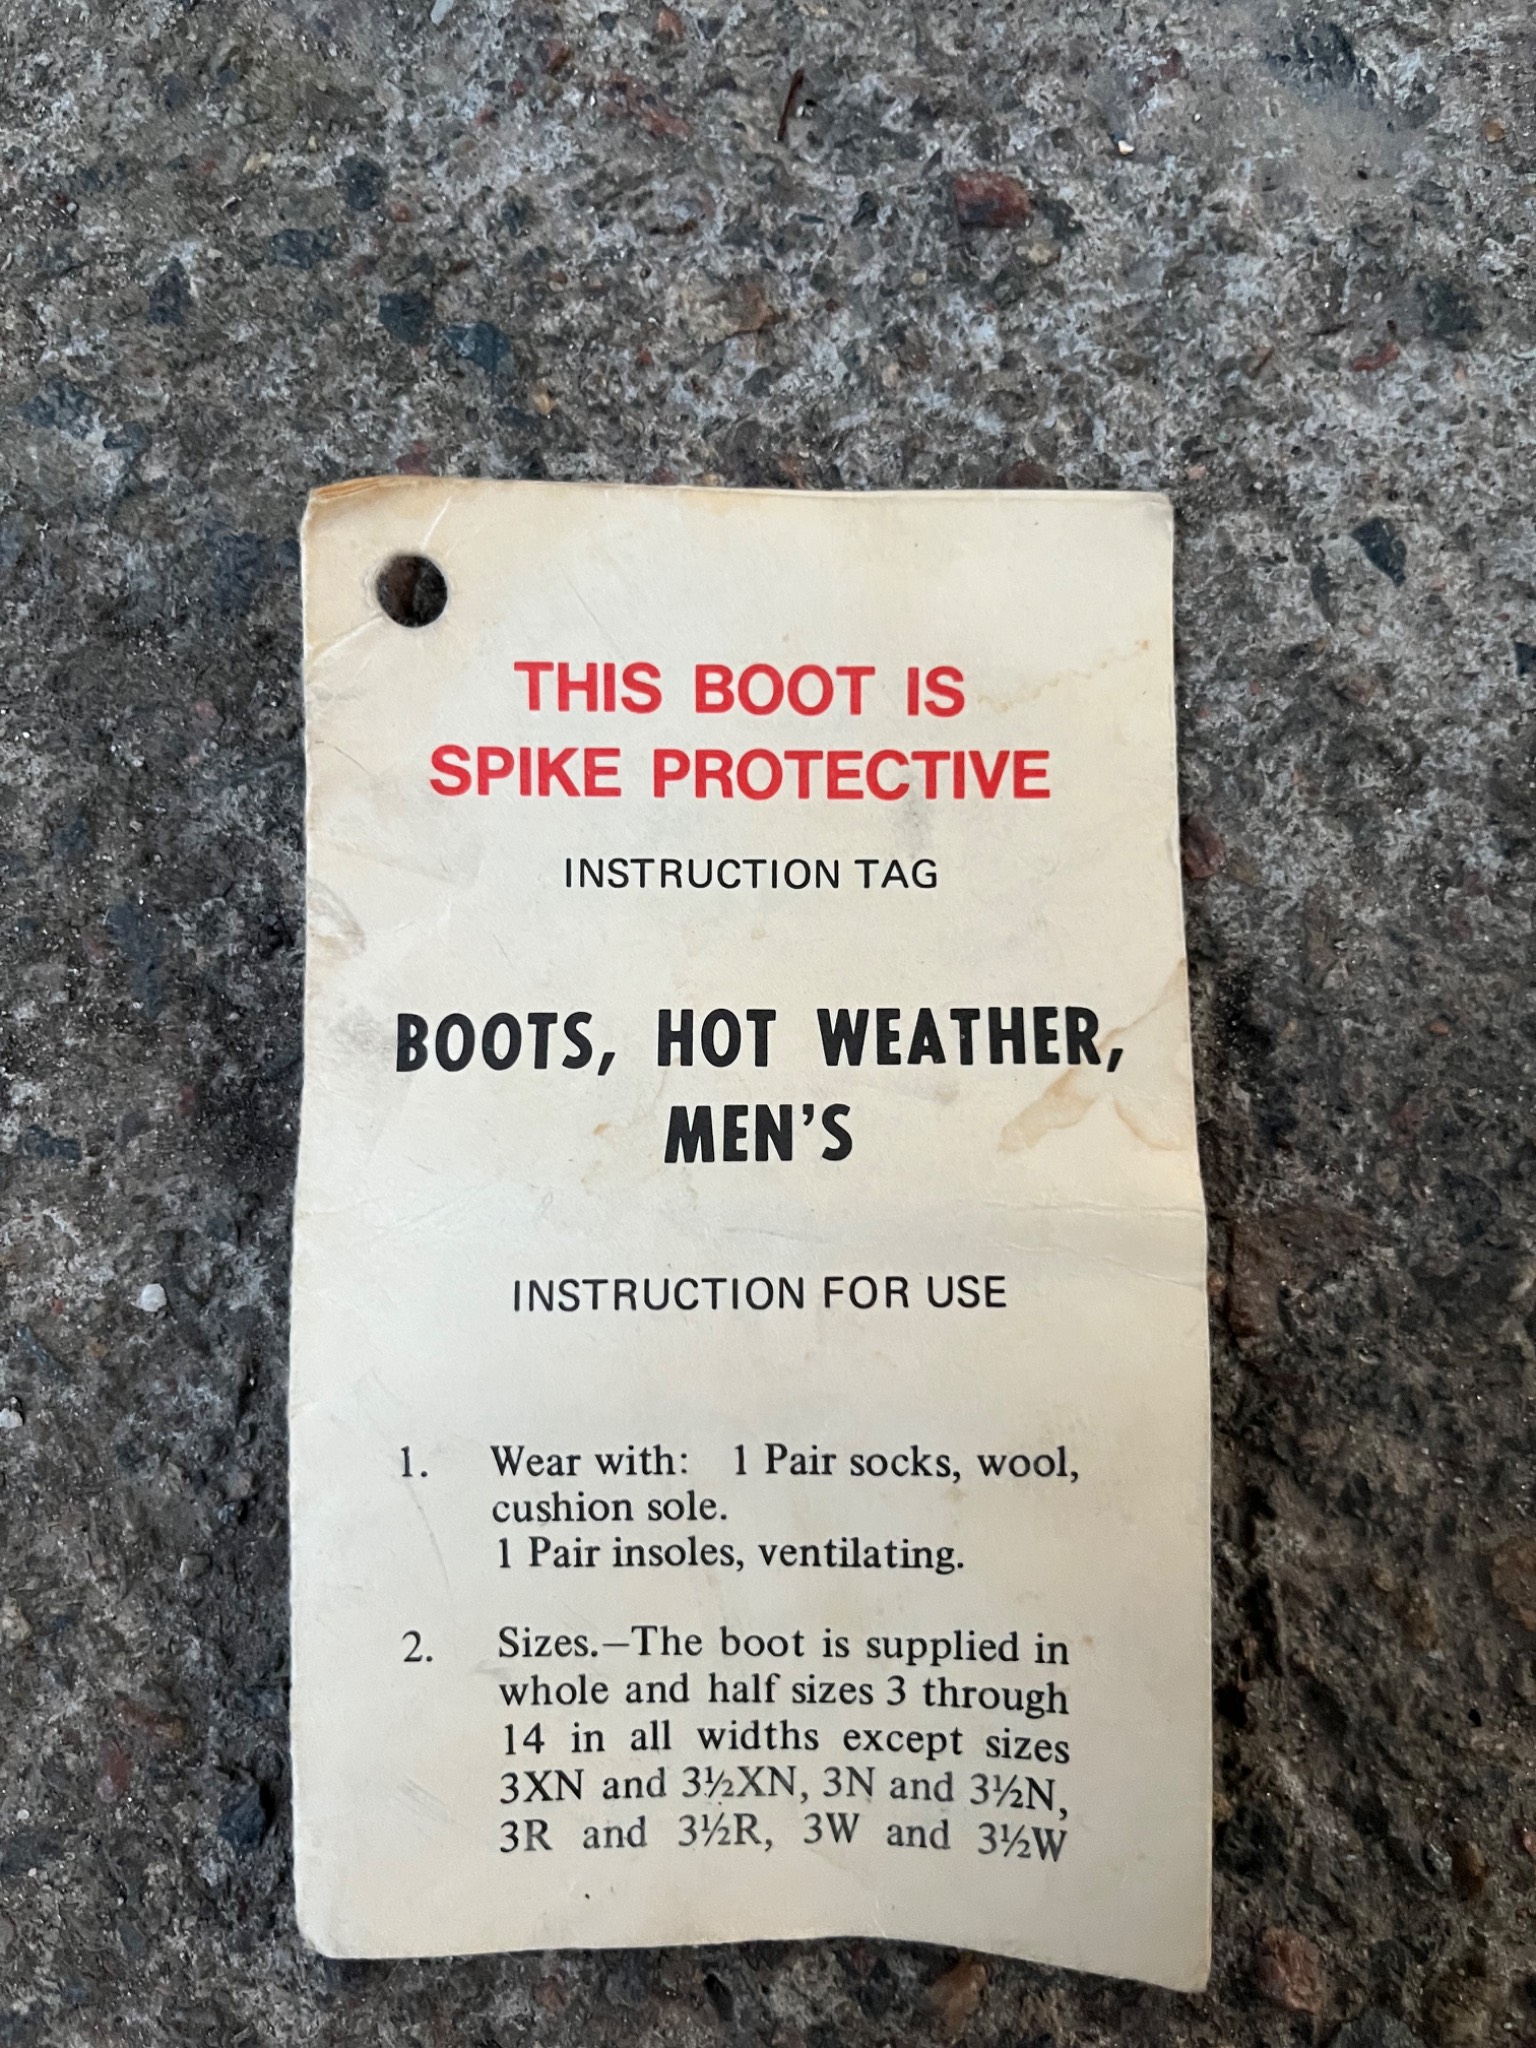 THIS BOOT IS
SPIKE PROTECTIVE
INSTRUCTION TAG
BOOTS, HOT WEATHER,
MEN'S
INSTRUCTION FOR USE
1. Wear with: 1 Pair socks, wool,
cushion sole.
1 Pair insoles, ventilating.
2. Sizes.—The boot is supplied in
whole and half sizes 3 through
14 in all widths except sizes
3XN and 3½XN, 3N and 3½N,
3R and 3½R, 3W and 3½W